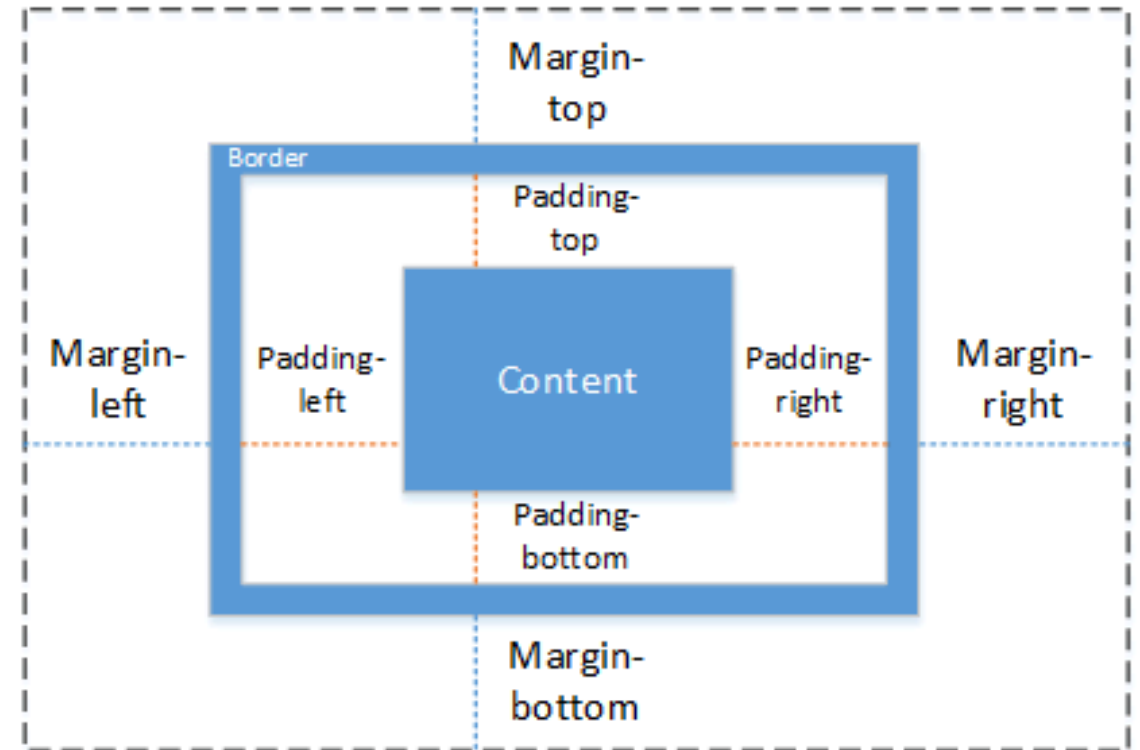 Margin-
top
Border
Padding-
top
Margin-
left
Padding-
left
Content
Padding-
right
Margin-
right
Padding-
bottom
Margin-
bottom